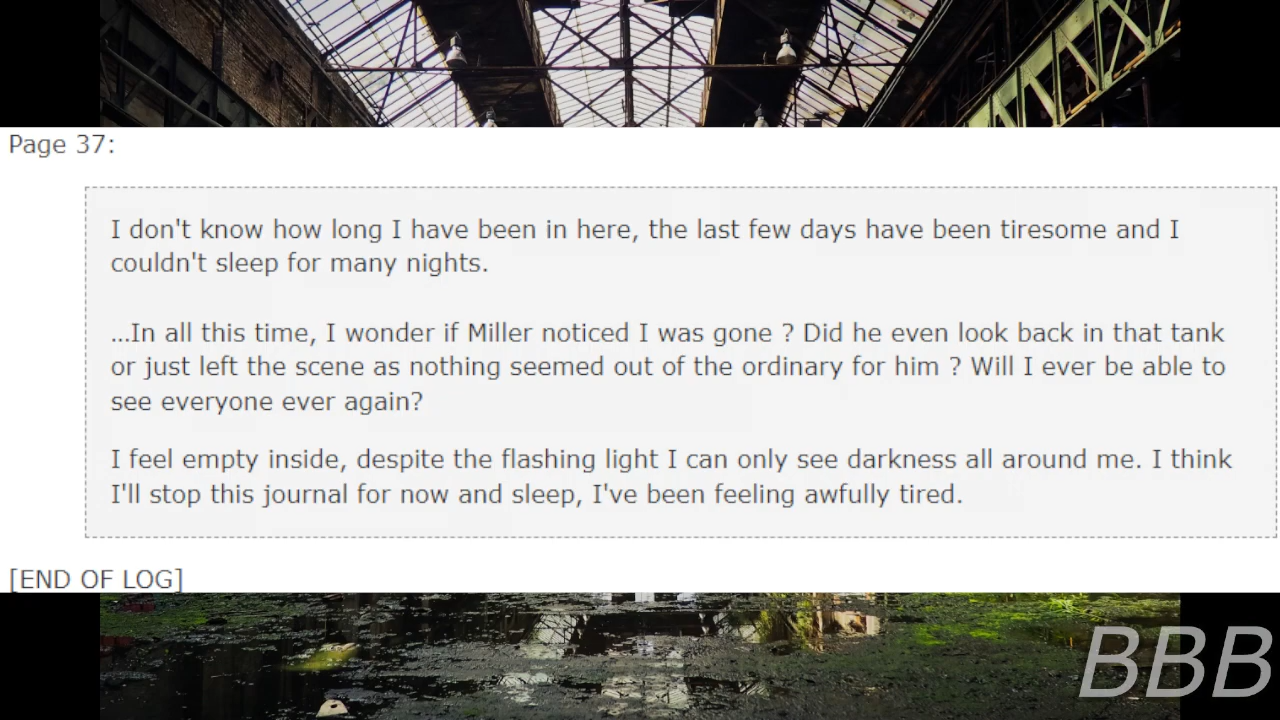 Page 37:
I don't know how long I have been in here, the last few days have been tiresome and I
couldn't sleep for many nights.
...In all this time, I wonder if Miller noticed I was gone ? Did he even look back in that tank
or just left the scene as nothing seemed out of the ordinary for him ? Will I ever be able to
see everyone ever again?
I feel empty inside, despite the flashing light I can only see darkness all around me. I think
I'll stop this journal for now and sleep, I've been feeling awfully tired.
[END OF LOG]
BBB